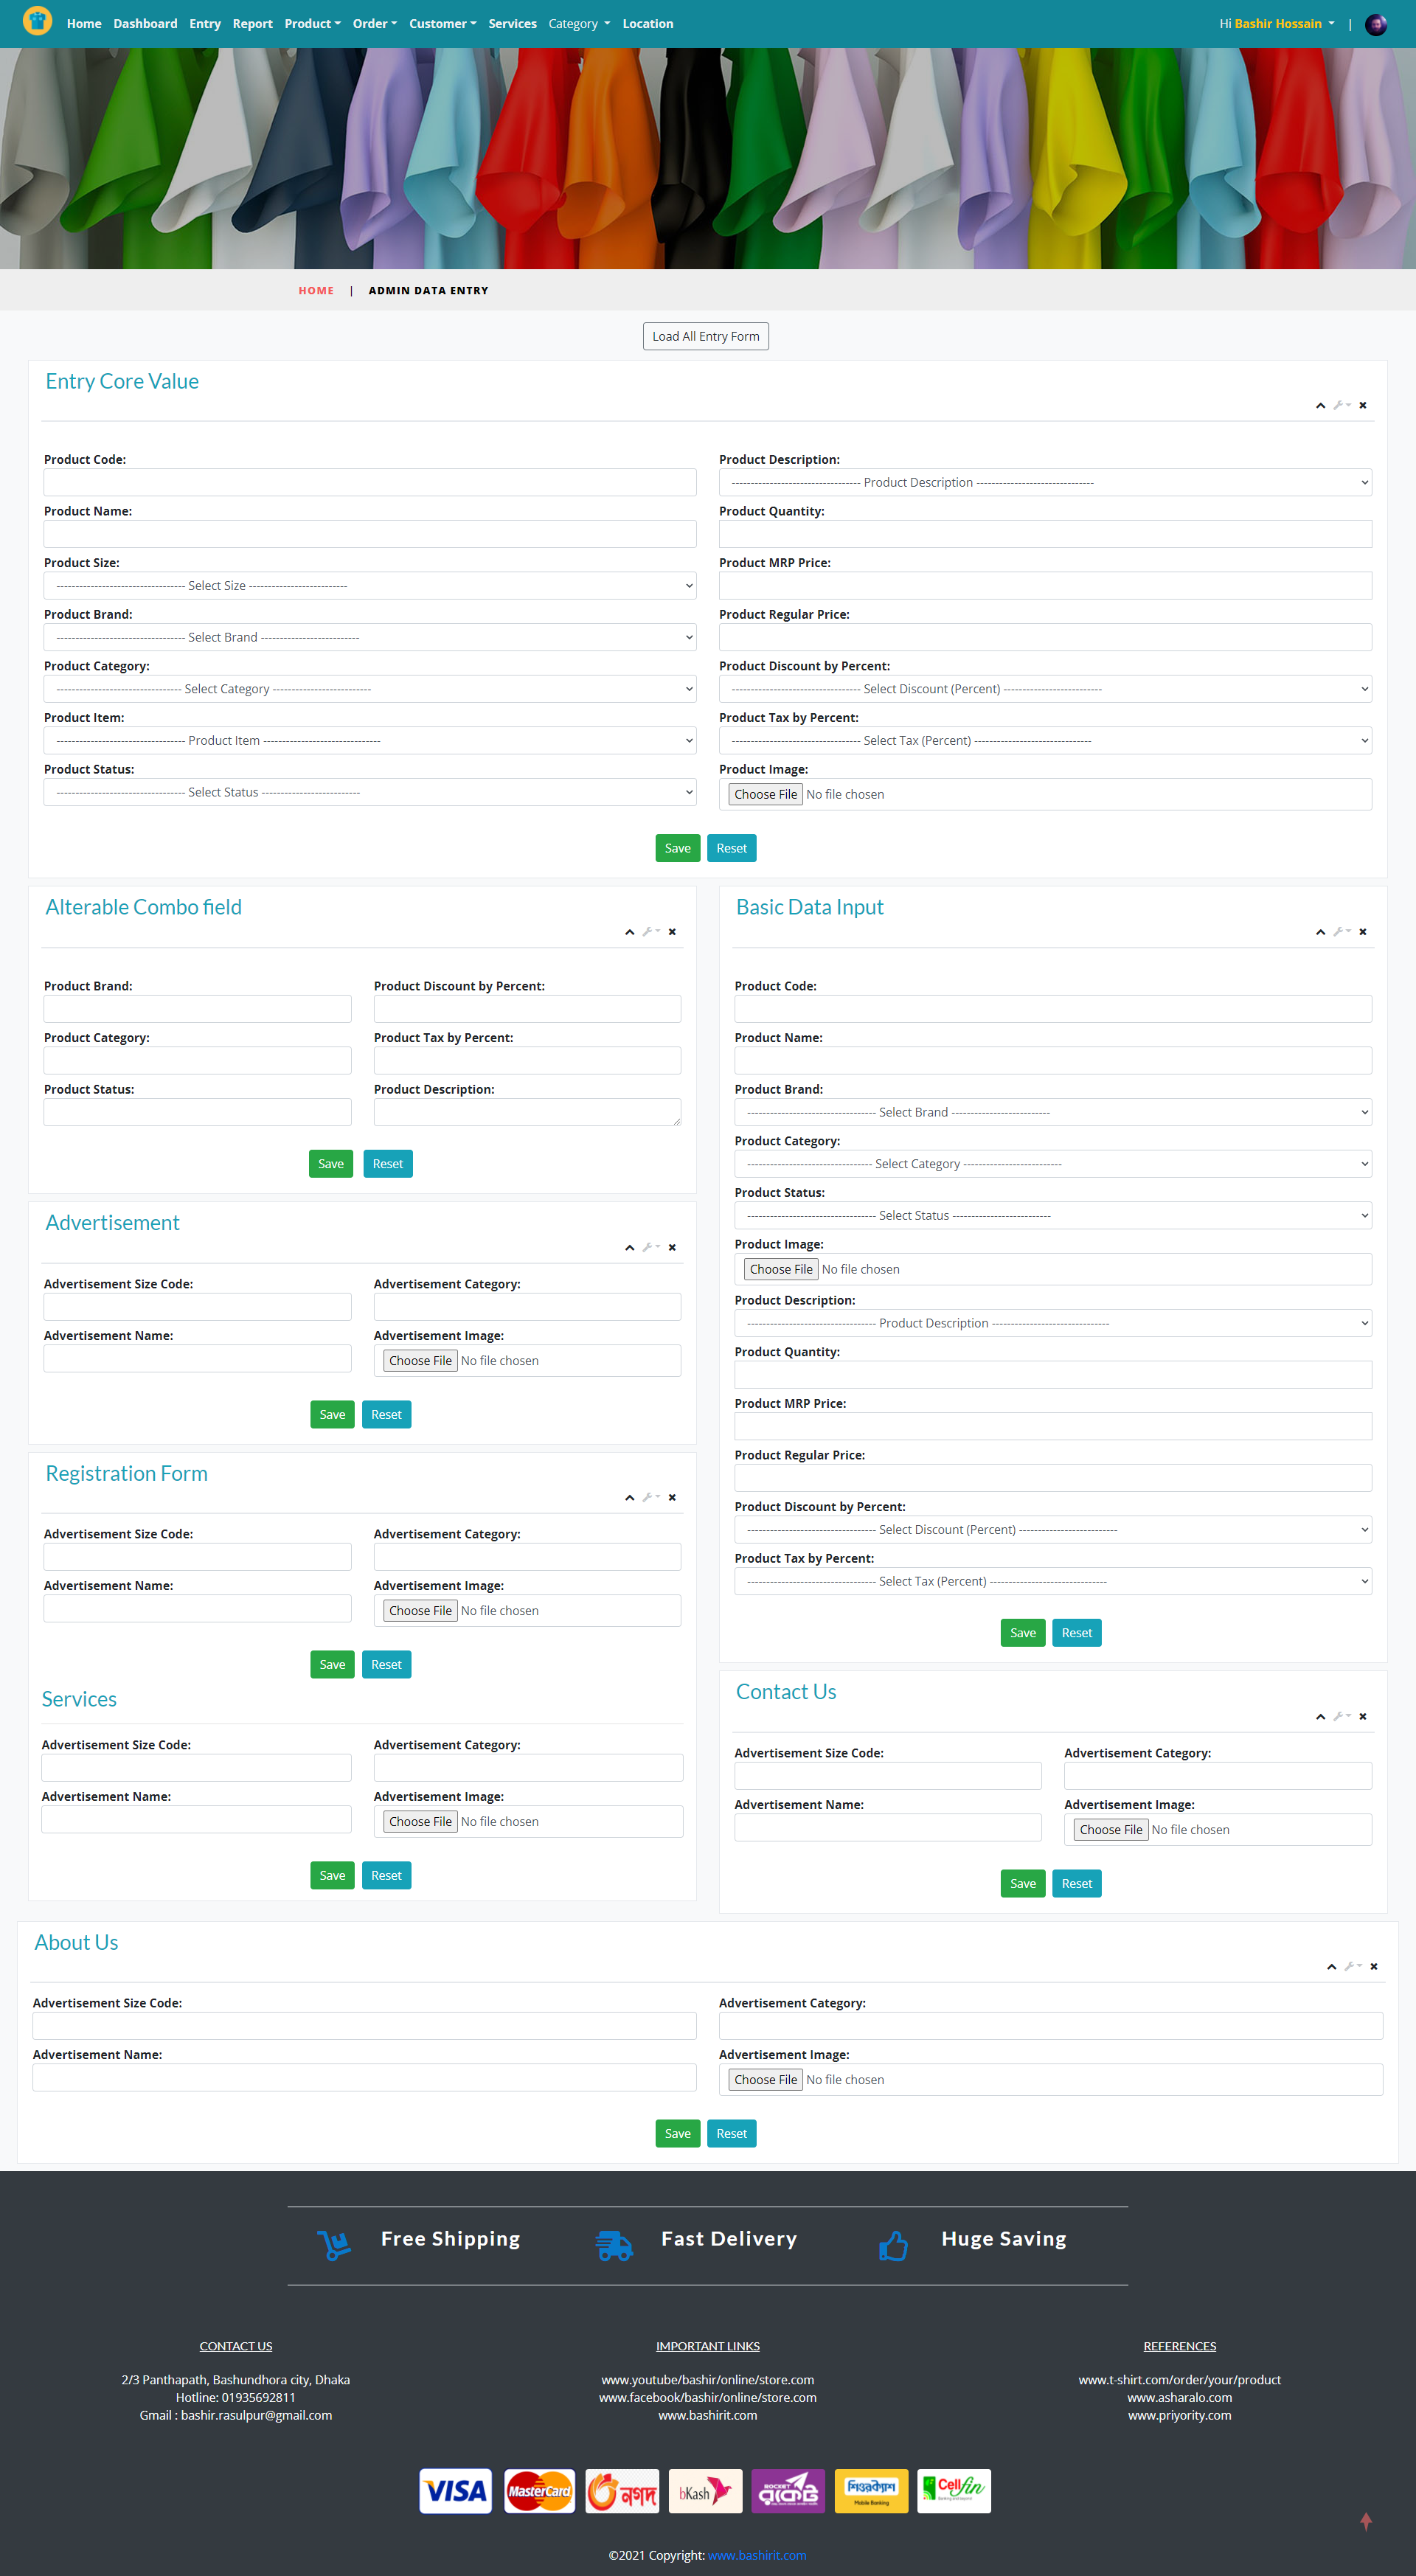 Home Dashboard Entry Report Product Order Customer Services Category Location Hi Bashir Hossain |
HOME | ADMIN DATA ENTRY
Load All Entry Form
Entry Core Value
Product Code:
Product Name:
Product Size:
---------------------------------- Select Size --------------------------
Product Brand:
---------------------------------- Select Brand --------------------------
Product Category:
--------------------------------- Select Category --------------------------
Product Item:
---------------------------------- Product Item -------------------------------
Product Status:
---------------------------------- Select Status --------------------------
Product Description:
---------------------------------- Product Description -------------------------------
Product Quantity:
Product MRP Price:
Product Regular Price:
Product Discount by Percent:
---------------------------------- Select Discount (Percent) --------------------------
Product Tax by Percent:
---------------------------------- Select Tax (Percent) -------------------------------
Product Image:
Choose File No file chosen
Save Reset
Alterable Combo field
Product Brand:
Product Category:
Product Status:
Product Discount by Percent:
Product Tax by Percent:
Product Description:
Save Reset
Advertisement
Advertisement Size Code:
Advertisement Name:
Advertisement Category:
Advertisement Image:
Choose File No file chosen
Save Reset
Registration Form
Advertisement Size Code:
Advertisement Name:
Advertisement Category:
Advertisement Image:
Choose File No file chosen
Save Reset
Services
Advertisement Size Code:
Advertisement Name:
Advertisement Category:
Advertisement Image:
Choose File No file chosen
Save Reset
Basic Data Input
Product Code:
Product Name:
Product Brand:
---------------------------------- Select Brand --------------------------
Product Category:
--------------------------------- Select Category --------------------------
Product Status:
---------------------------------- Select Status --------------------------
Product Image:
Choose File No file chosen
Product Description:
---------------------------------- Product Description -------------------------------
Product Quantity:
Product MRP Price:
Product Regular Price:
Product Discount by Percent:
---------------------------------- Select Discount (Percent) --------------------------
Product Tax by Percent:
---------------------------------- Select Tax (Percent) -------------------------------
Save Reset
Contact Us
Advertisement Size Code:
Advertisement Name:
Advertisement Category:
Advertisement Image:
Choose File No file chosen
Save Reset
About Us
Advertisement Size Code:
Advertisement Name:
Advertisement Category:
Advertisement Image:
Choose File No file chosen
Save Reset
Free Shipping
Fast Delivery
Huge Saving
CONTACT US
2/3 Panthapath, Bashundhora city, Dhaka
Hotline: 01935692811
Gmail : bashir.rasulpur@gmail.com
IMPORTANT LINKS
www.youtube/bashir/online/store.com
www.facebook/bashir/online/store.com
www.bashirit.com
REFERENCES
www.t-shirt.com/order/your/product
www.asharalo.com
www.priyority.com
VISA
MasterCard
নগদ
bKash
ROCKET
রকেট
শিওরক্যাশ
Mobile Banking
Cellfin
©2021 Copyright: www.bashirit.com